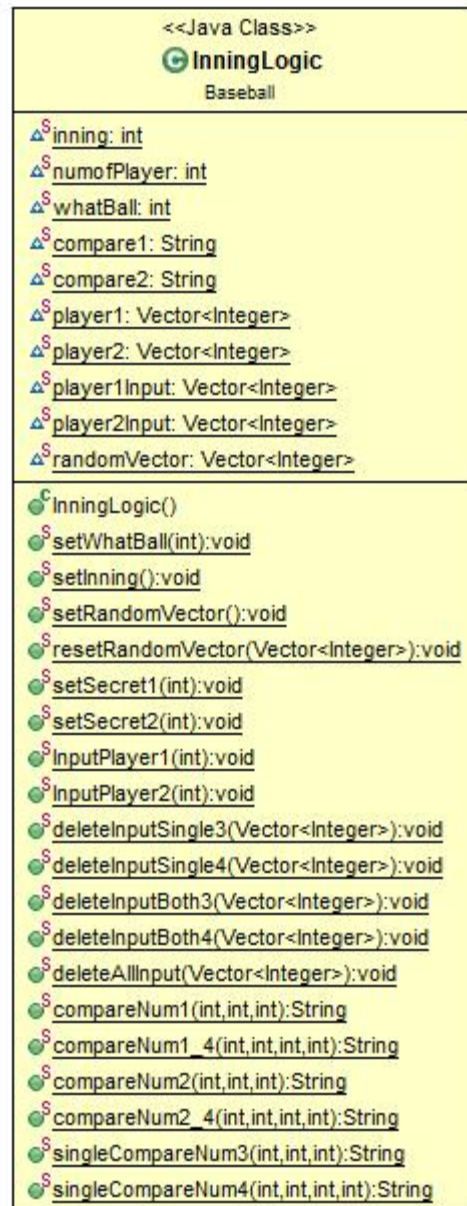 <<Java Class>>
C InningLogic
Baseball
S inning: int
S numofPlayer: int
S whatBall: int
S compare1: String
S compare2: String
S player1: Vector<Integer>
S player2: Vector<Integer>
S player1Input: Vector<Integer>
S player2Input: Vector<Integer>
S randomVector: Vector<Integer>
C InningLogic()
S setWhatBall(int):void
S setInning():void
S setRandomVector():void
S resetRandomVector(Vector<Integer>):void
S setSecret1(int):void
S setSecret2(int):void
S InputPlayer1(int):void
S InputPlayer2(int):void
S deleteInputSingle3(Vector<Integer>):void
S deleteInputSingle4(Vector<Integer>):void
S deleteInputBoth3(Vector<Integer>):void
S deleteInputBoth4(Vector<Integer>):void
S deleteAllInput(Vector<Integer>):void
S compareNum1(int,int,int):String
S compareNum1_4(int,int,int,int):String
S compareNum2(int,int,int):String
S compareNum2_4(int,int,int,int):String
S singleCompareNum3(int,int,int):String
S singleCompareNum4(int,int,int,int):String